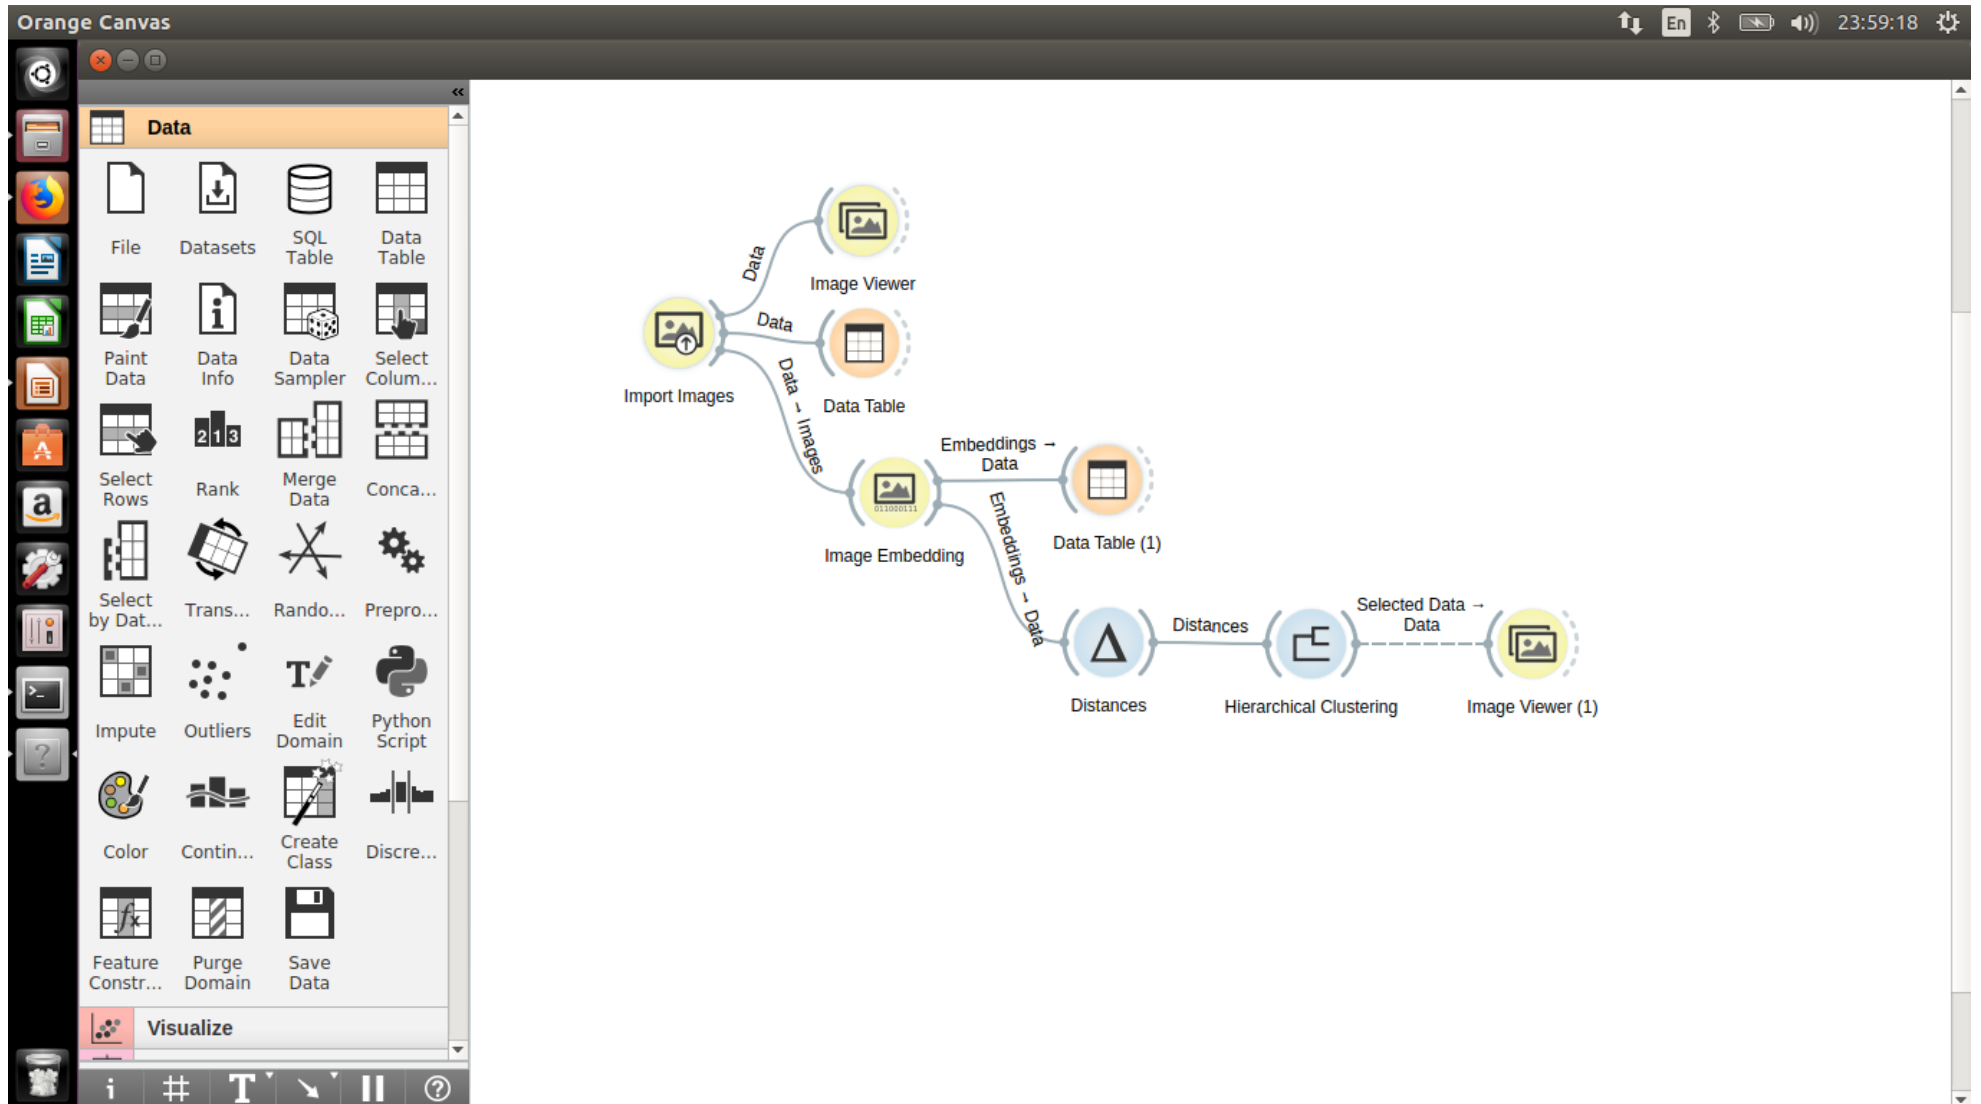 Orange Canvas
En
23:59:18
«
Data
File
Datasets
SQL
Table
Data
Table
Paint
Data
Data
Info
Data
Sampler
Select
Colum...
Select
Rows
213
Rank
Merge
Data
Conca...
Select
by Dat...
Trans...
Rando...
Prepro...
Impute
Outliers
T
Edit
Domain
Python
Script
Color
Contin...
Create
Class
Discre...
fx
Feature
Constr...
Purge
Domain
Save
Data
Visualize
i
#
T
?
Data
Image Viewer
Data
Import Images
Data Table
Data → Images
011000111
Image Embedding
Embeddings →
Data
Data Table (1)
Embeddings → Data
Δ
Distances
Distances
Hierarchical Clustering
Selected Data →
Data
Image Viewer (1)
A
a
>_
?